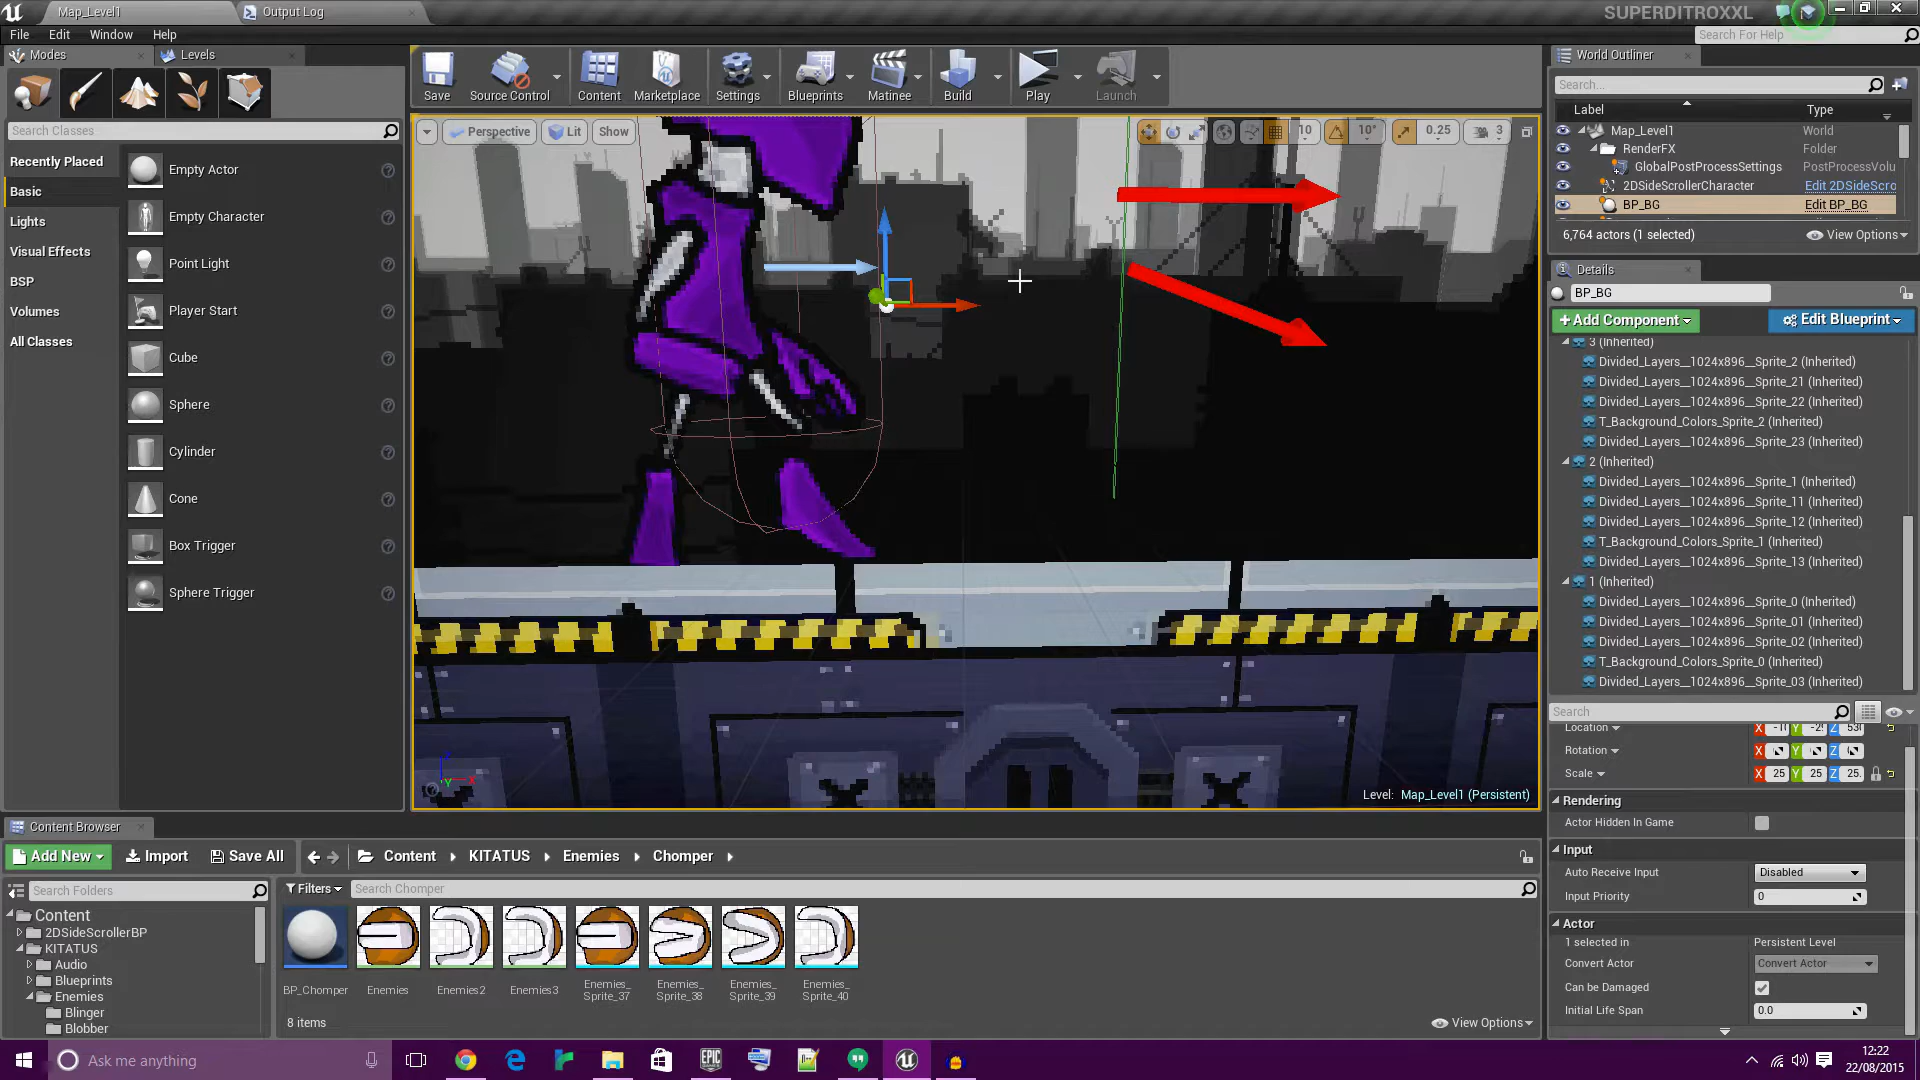 Map_Level1
Output Log
SUPERDITROXXL
File Edit Window Help
Search For Help
Modes
Levels
Search Classes
Recently Placed
Basic
Lights
Visual Effects
BSP
Volumes
All Classes
Empty Actor
Empty Character
Point Light
Player Start
Cube
Sphere
Cylinder
Cone
Box Trigger
Sphere Trigger
Save
Source Control
Content
Marketplace
Settings
Blueprints
Matinee
Build
Play
Launch
Perspective
Lit
Show
10
10°
0.25
3
X
Y
Level: Map_Level1 (Persistent)
World Outliner
Search...
Label
Type
Map_Level1 World
RenderFX Folder
GlobalPostProcessSettings PostProcessVolu
2DSideScrollerCharacter Edit 2DSideScro
BP_BG Edit BP_BG
6,764 actors (1 selected)
View Options
Details
BP_BG
+Add Component
Edit Blueprint
3 (Inherited)
Divided_Layers__1024x896__Sprite_2 (Inherited)
Divided_Layers__1024x896__Sprite_21 (Inherited)
Divided_Layers__1024x896__Sprite_22 (Inherited)
T_Background_Colors_Sprite_2 (Inherited)
Divided_Layers__1024x896__Sprite_23 (Inherited)
2 (Inherited)
Divided_Layers__1024x896__Sprite_1 (Inherited)
Divided_Layers__1024x896__Sprite_11 (Inherited)
Divided_Layers__1024x896__Sprite_12 (Inherited)
T_Background_Colors_Sprite_1 (Inherited)
Divided_Layers__1024x896__Sprite_13 (Inherited)
1 (Inherited)
Divided_Layers__1024x896__Sprite_0 (Inherited)
Divided_Layers__1024x896__Sprite_01 (Inherited)
Divided_Layers__1024x896__Sprite_02 (Inherited)
T_Background_Colors_Sprite_0 (Inherited)
Divided_Layers__1024x896__Sprite_03 (Inherited)
Search
Location X Y Z
Rotation X Y Z
Scale X 25 Y 25 Z 25.
Rendering
Actor Hidden In Game
Input
Auto Receive Input Disabled
Input Priority 0
Actor
1 selected in Persistent Level
Convert Actor Convert Actor
Can be Damaged
Initial Life Span 0.0
Content Browser
Add New
Import
Save All
Content
KITATUS
Enemies
Chomper
Search Folders
Filters
Search Chomper
Content
2DSideScrollerBP
KITATUS
Audio
Blueprints
Enemies
Blinger
Blobber
BP_Chomper
Enemies
Enemies2
Enemies3
Enemies_
Sprite_37
Enemies_
Sprite_38
Enemies_
Sprite_39
Enemies_
Sprite_40
8 items
View Options
Ask me anything
EPIC
GAMES
12:22
22/08/2015